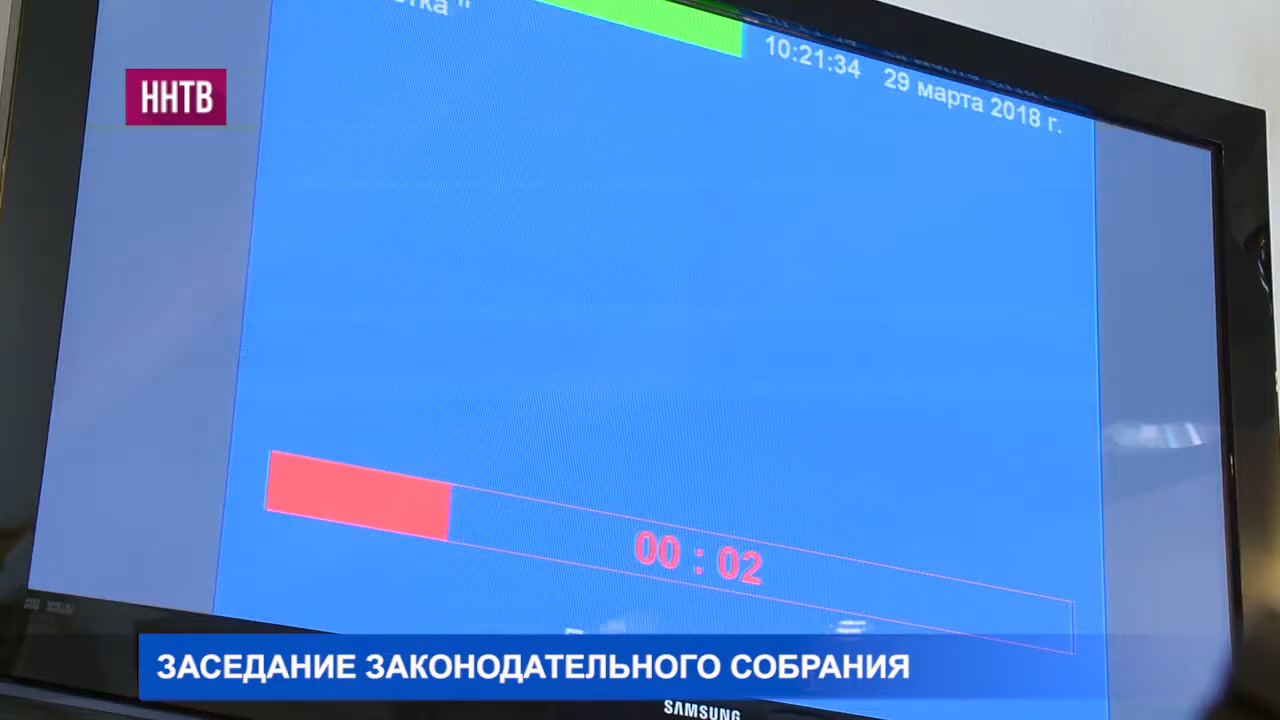 10:21:34 29 марта 2018 г.
ННТВ
00 : 02
ЗАСЕДАНИЕ ЗАКОНОДАТЕЛЬНОГО СОБРАНИЯ
SAMSUNG